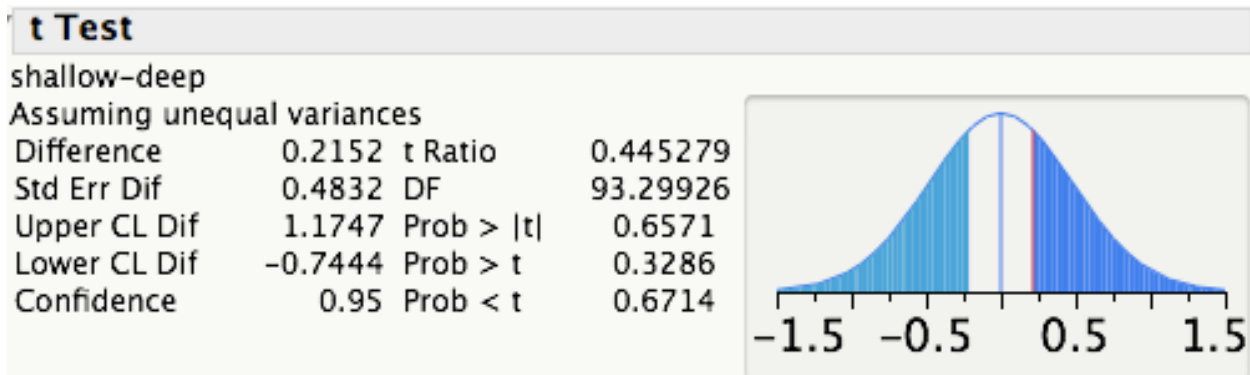 t Test
shallow-deep
Assuming unequal variances
Difference 0.2152 t Ratio 0.445279
Std Err Dif 0.4832 DF 93.29926
Upper CL Dif 1.1747 Prob > |t| 0.6571
Lower CL Dif -0.7444 Prob > t 0.3286
Confidence 0.95 Prob < t 0.6714
-1.5 -0.5 0.5 1.5